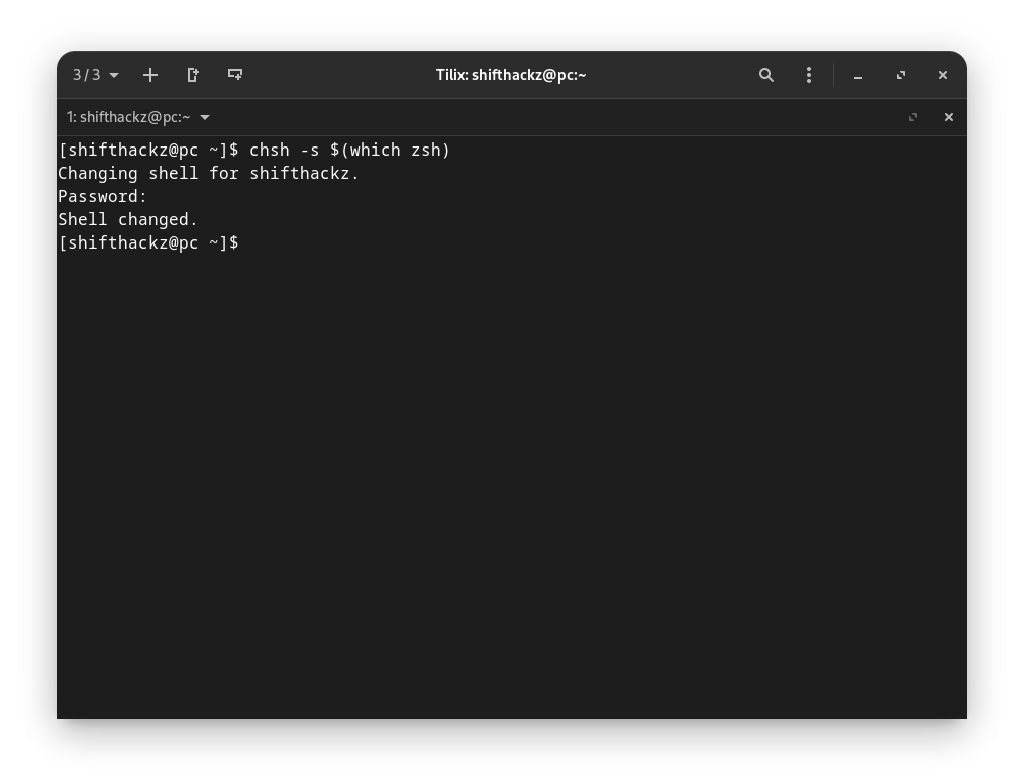 3 / 3
Tilix: shifthackz@pc:~
1: shifthackz@pc:~
[shifthackz@pc ~]$ chsh -s $(which zsh)
Changing shell for shifthackz.
Password:
Shell changed.
[shifthackz@pc ~]$